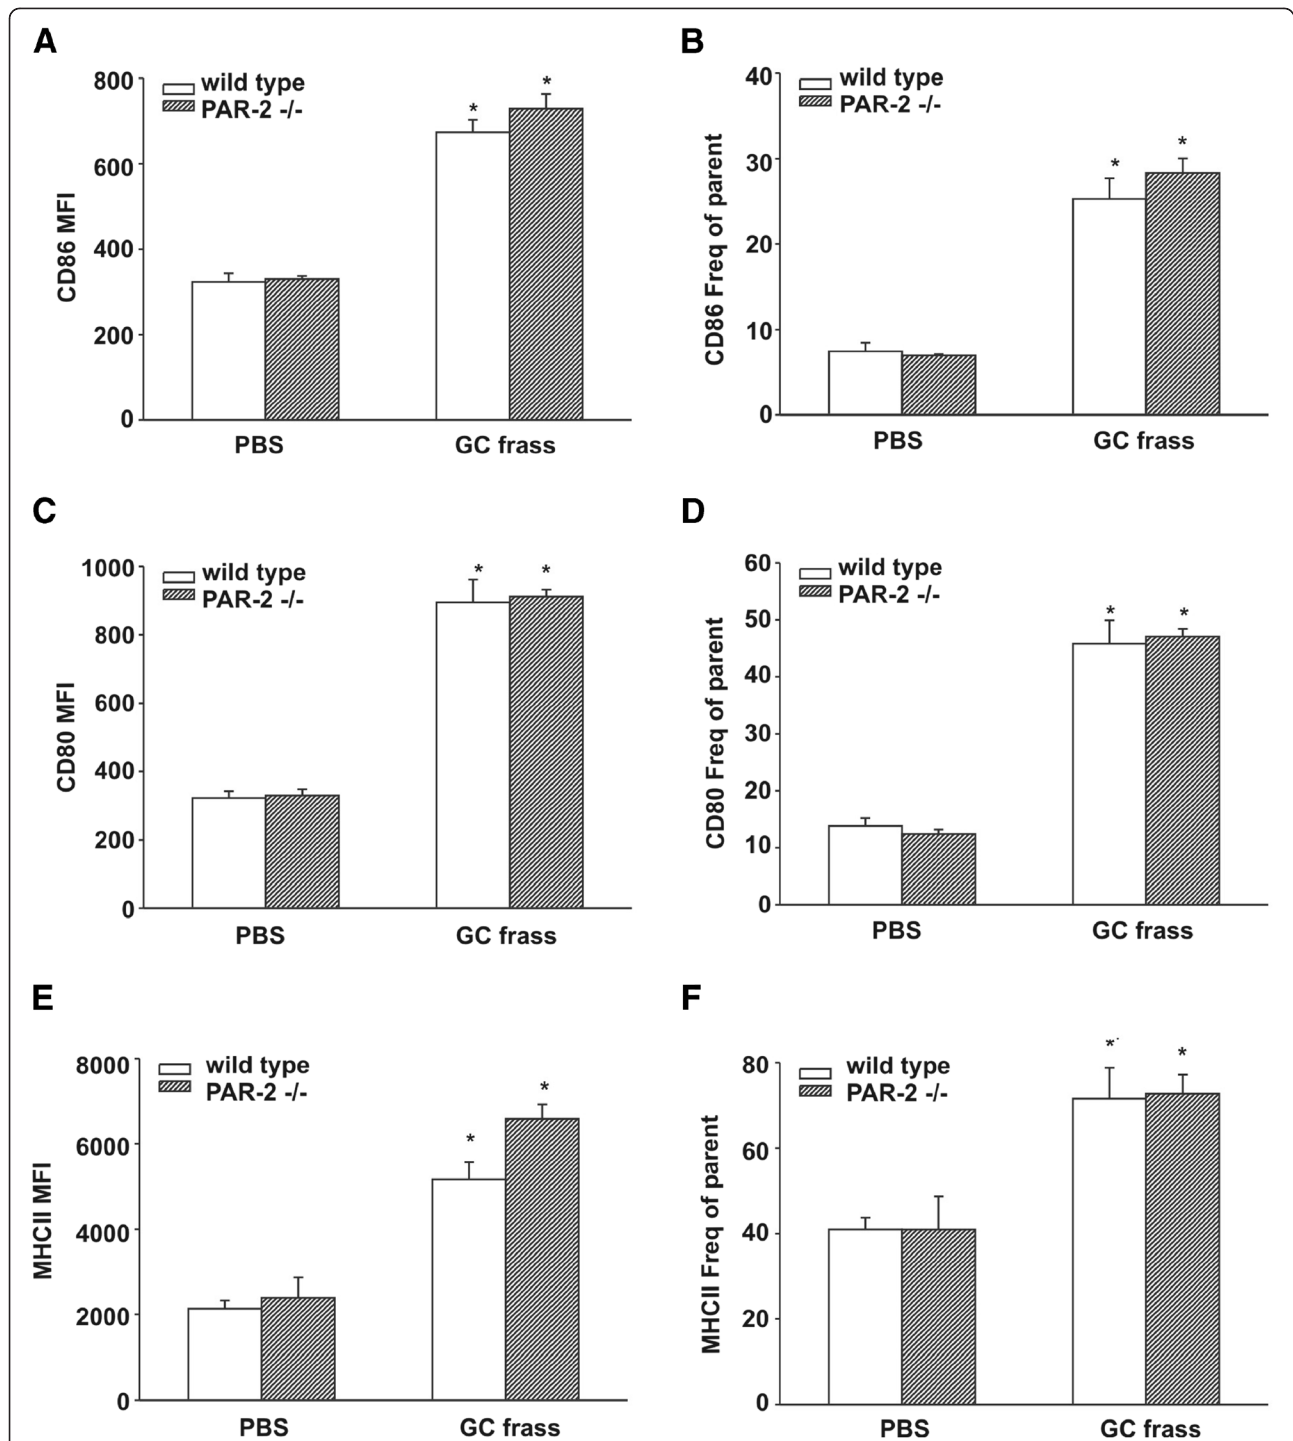 A
800
600
400
200
0
CD86 MFI
wild type
PAR-2 -/-
*
*
PBS
GC frass
B
40
30
20
10
0
CD86 Freq of parent
wild type
PAR-2 -/-
*
*
PBS
GC frass
C
1000
800
600
400
200
0
CD80 MFI
wild type
PAR-2 -/-
*
*
PBS
GC frass
D
60
50
40
30
20
10
0
CD80 Freq of parent
wild type
PAR-2 -/-
*
*
PBS
GC frass
E
8000
6000
4000
2000
0
MHCII MFI
wild type
PAR-2 -/-
*
*
PBS
GC frass
F
80
60
40
20
0
MHCII Freq of parent
wild type
PAR-2 -/-
*
*
PBS
GC frass